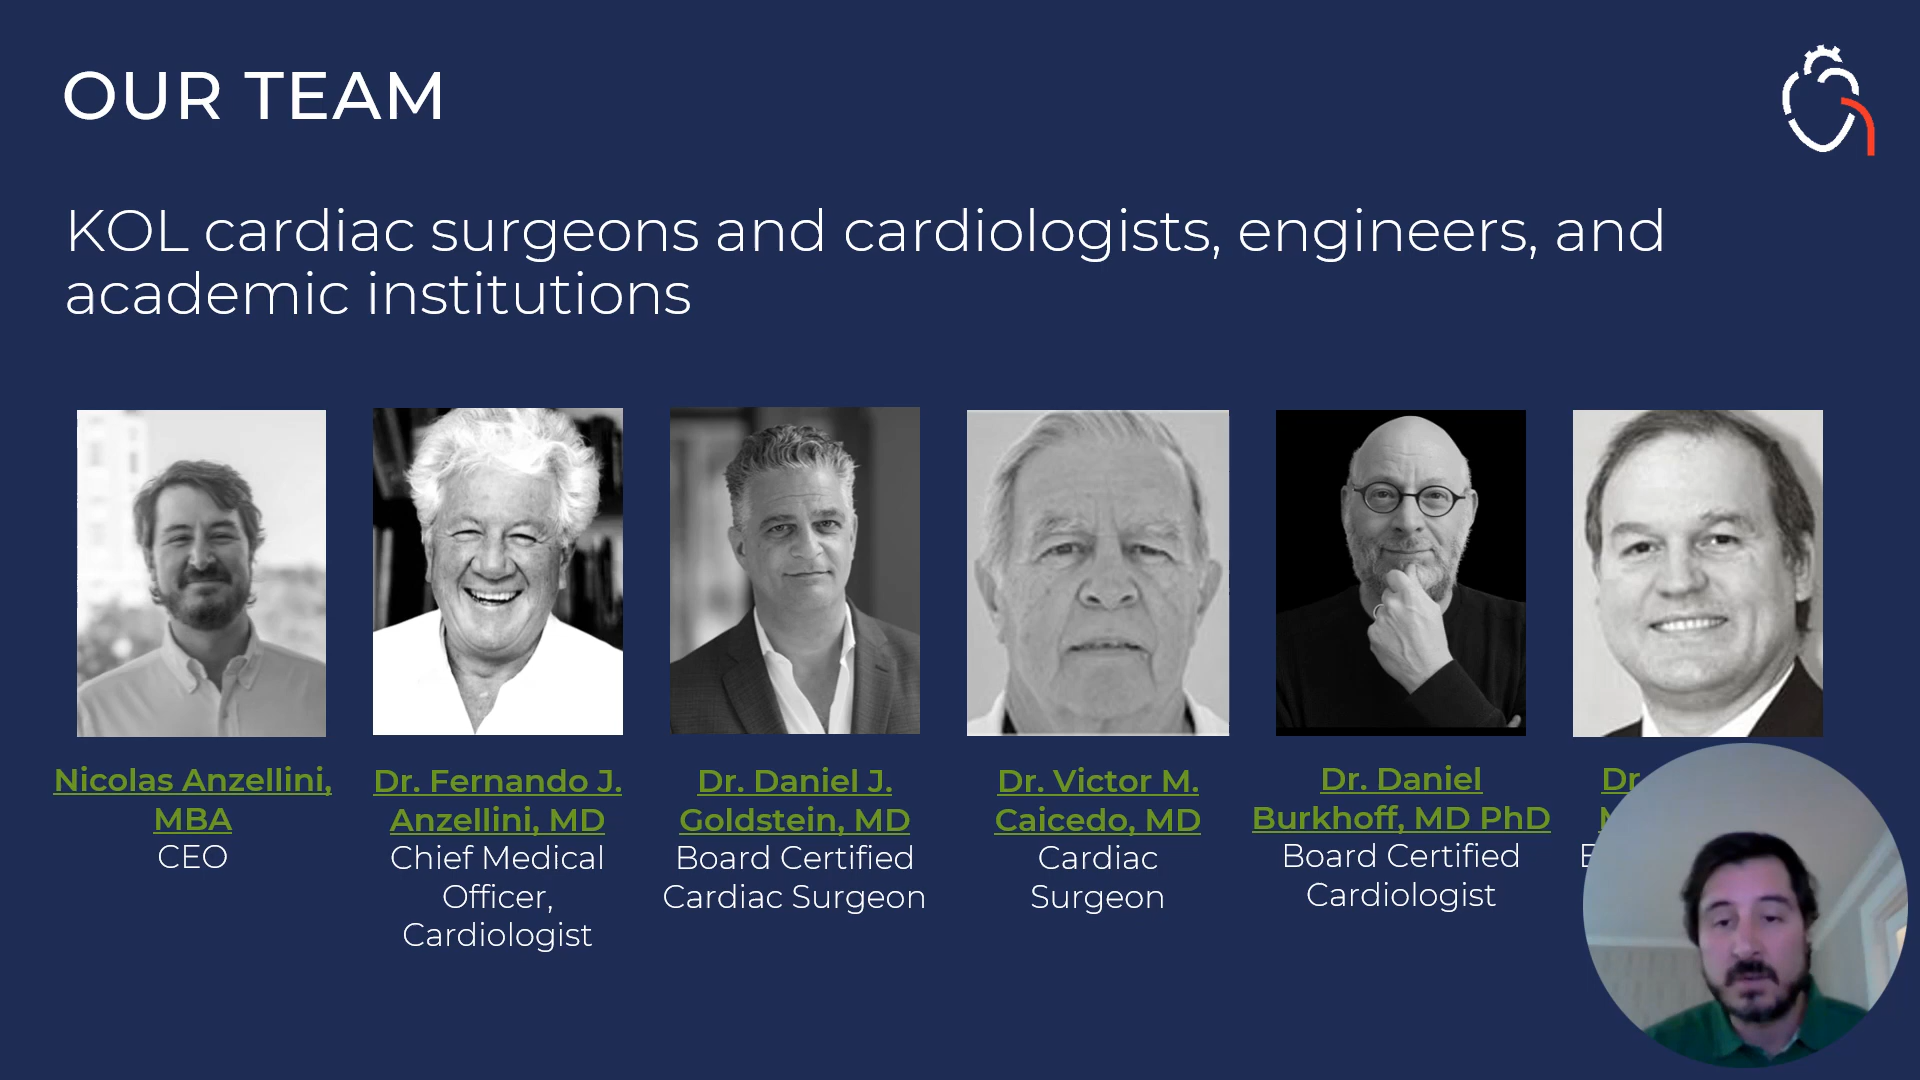 OUR TEAM
KOL cardiac surgeons and cardiologists, engineers, and
academic institutions
Nicolas Anzellini,
MBA
CEO
Dr. Fernando J.
Anzellini, MD
Chief Medical
Officer,
Cardiologist
Dr. Daniel J.
Goldstein, MD
Board Certified
Cardiac Surgeon
Dr. Victor M.
Caicedo, MD
Cardiac
Surgeon
Dr. Daniel
Burkhoff, MD PhD
Board Certified
Cardiologist
Dr.